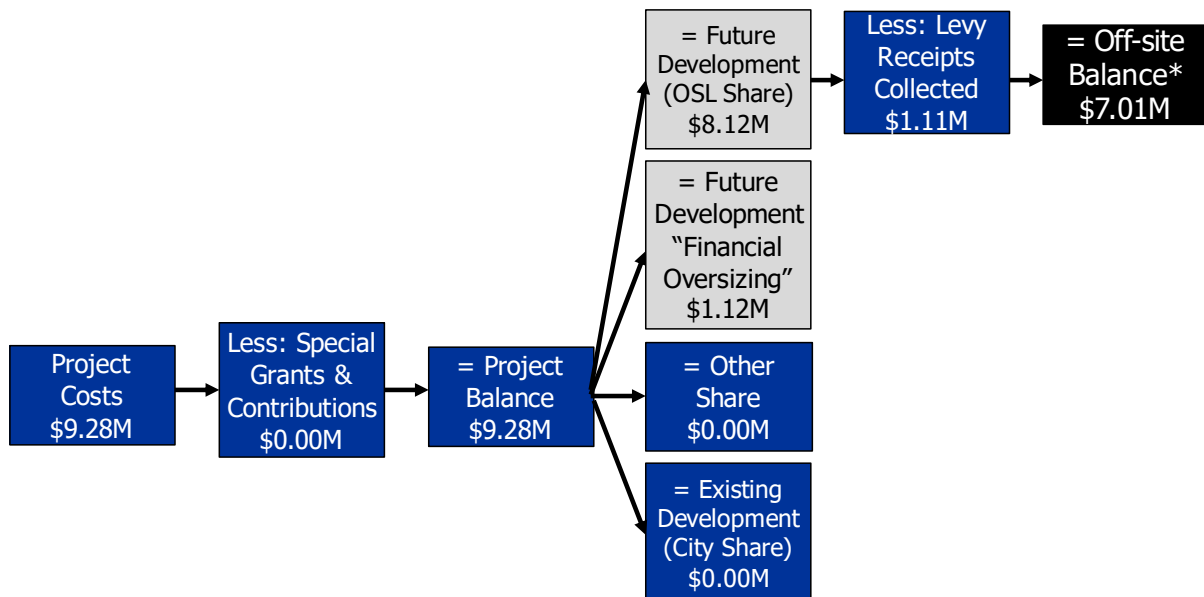 Project
Costs
$9.28M
Less: Special
Grants &
Contributions
$0.00M
= Project
Balance
$9.28M
= Future
Development
(OSL Share)
$8.12M
Less: Levy
Receipts
Collected
$1.11M
= Off-site
Balance*
$7.01M
= Future
Development
“Financial
Oversizing”
$1.12M
= Other
Share
$0.00M
= Existing
Development
(City Share)
$0.00M